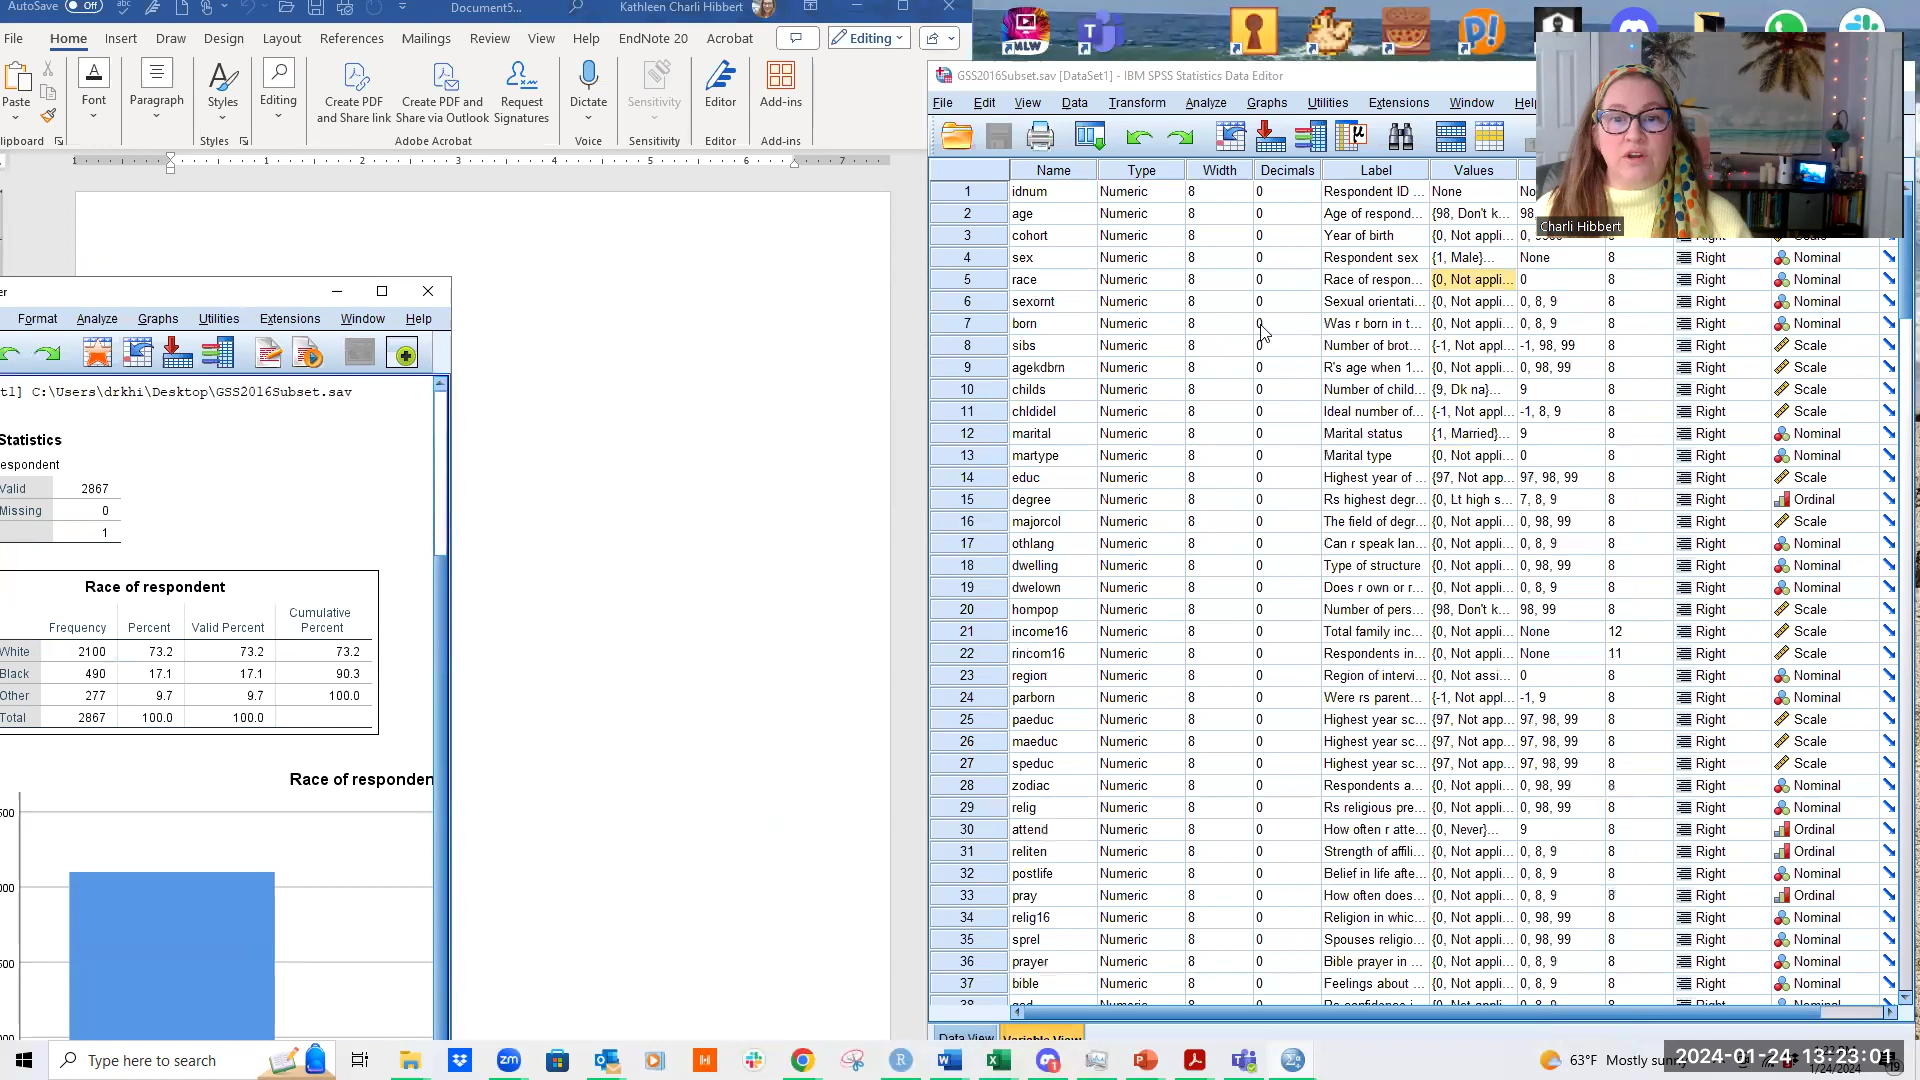 AutoSave Off
Document5...
Kathleen Charli Hibbert
File Home Insert Draw Design Layout References Mailings Review View Help EndNote 20 Acrobat
Editing
Paste
Font
Paragraph
Styles
Editing
Create PDF and Share link
Create PDF and Share via Outlook
Request Signatures
Dictate
Sensitivity
Editor
Add-ins
lipboard Styles Adobe Acrobat Voice Sensitivity Editor Add-ins
1 1 2 3 4 5 6 7
er
Format Analyze Graphs Utilities Extensions Window Help
t1] C:\Users\drkhi\Desktop\GSS2016Subset.sav
Statistics
espondent
Valid 2867
Missing 0
1
Race of respondent
Frequency Percent Valid Percent Cumulative Percent
White 2100 73.2 73.2 73.2
Black 490 17.1 17.1 90.3
Other 277 9.7 9.7 100.0
Total 2867 100.0 100.0
Race of responden
500
000
500
000
MLW
GSS2016Subset.sav [DataSet1] - IBM SPSS Statistics Data Editor
File Edit View Data Transform Analyze Graphs Utilities Extensions Window Help
Name Type Width Decimals Label Values
1 idnum Numeric 8 0 Respondent ID ... None No
2 age Numeric 8 0 Age of respond... {98, Don't k... 98,
3 cohort Numeric 8 0 Year of birth {0, Not appli... 0, 9999 Scale
4 sex Numeric 8 0 Respondent sex {1, Male}... None 8 Right Nominal
5 race Numeric 8 0 Race of respon... {0, Not appli... 0 8 Right Nominal
6 sexornt Numeric 8 0 Sexual orientati... {0, Not appli... 0, 8, 9 8 Right Nominal
7 born Numeric 8 0 Was r born in t... {0, Not appli... 0, 8, 9 8 Right Nominal
8 sibs Numeric 8 0 Number of brot... {-1, Not appl... -1, 98, 99 8 Right Scale
9 agekdbrn Numeric 8 0 R's age when 1... {0, Not appli... 0, 98, 99 8 Right Scale
10 childs Numeric 8 0 Number of child... {9, Dk na}... 9 8 Right Scale
11 chldidel Numeric 8 0 Ideal number of... {-1, Not appl... -1, 8, 9 8 Right Scale
12 marital Numeric 8 0 Marital status {1, Married}... 9 8 Right Nominal
13 martype Numeric 8 0 Marital type {0, Not appli... 0 8 Right Nominal
14 educ Numeric 8 0 Highest year of ... {97, Not app... 97, 98, 99 8 Right Scale
15 degree Numeric 8 0 Rs highest degr... {0, Lt high s... 7, 8, 9 8 Right Ordinal
16 majorcol Numeric 8 0 The field of degr... {0, Not appli... 0, 98, 99 8 Right Scale
17 othlang Numeric 8 0 Can r speak lan... {0, Not appli... 0, 8, 9 8 Right Nominal
18 dwelling Numeric 8 0 Type of structure {0, Not appli... 0, 98, 99 8 Right Nominal
19 dwelown Numeric 8 0 Does r own or r... {0, Not appli... 0, 8, 9 8 Right Nominal
20 hompop Numeric 8 0 Number of pers... {98, Don't k... 98, 99 8 Right Scale
21 income16 Numeric 8 0 Total family inc... {0, Not appli... None 12 Right Scale
22 rincom16 Numeric 8 0 Respondents in... {0, Not appli... None 11 Right Scale
23 region Numeric 8 0 Region of intervi... {0, Not assi... 0 8 Right Nominal
24 parborn Numeric 8 0 Were rs parent... {-1, Not appl... -1, 9 8 Right Nominal
25 paeduc Numeric 8 0 Highest year sc... {97, Not app... 97, 98, 99 8 Right Scale
26 maeduc Numeric 8 0 Highest year sc... {97, Not app... 97, 98, 99 8 Right Scale
27 speduc Numeric 8 0 Highest year sc... {97, Not app... 97, 98, 99 8 Right Scale
28 zodiac Numeric 8 0 Respondents a... {0, Not appli... 0, 98, 99 8 Right Nominal
29 relig Numeric 8 0 Rs religious pre... {0, Not appli... 0, 98, 99 8 Right Nominal
30 attend Numeric 8 0 How often r atte... {0, Never}... 9 8 Right Ordinal
31 reliten Numeric 8 0 Strength of affili... {0, Not appli... 0, 8, 9 8 Right Ordinal
32 postlife Numeric 8 0 Belief in life afte... {0, Not appli... 0, 8, 9 8 Right Nominal
33 pray Numeric 8 0 How often does... {0, Not appli... 0, 8, 9 8 Right Ordinal
34 relig16 Numeric 8 0 Religion in whic... {0, Not appli... 0, 98, 99 8 Right Nominal
35 sprel Numeric 8 0 Spouses religio... {0, Not appli... 0, 98, 99 8 Right Nominal
36 prayer Numeric 8 0 Bible prayer in ... {0, Not appli... 0, 8, 9 8 Right Nominal
37 bible Numeric 8 0 Feelings about ... {0, Not appli... 0, 8, 9 8 Right Nominal
Data View Variable View
Charli Hibbert
Type here to search
63°F Mostly sunny
2024-01-24 13:23:01
1/24/2024